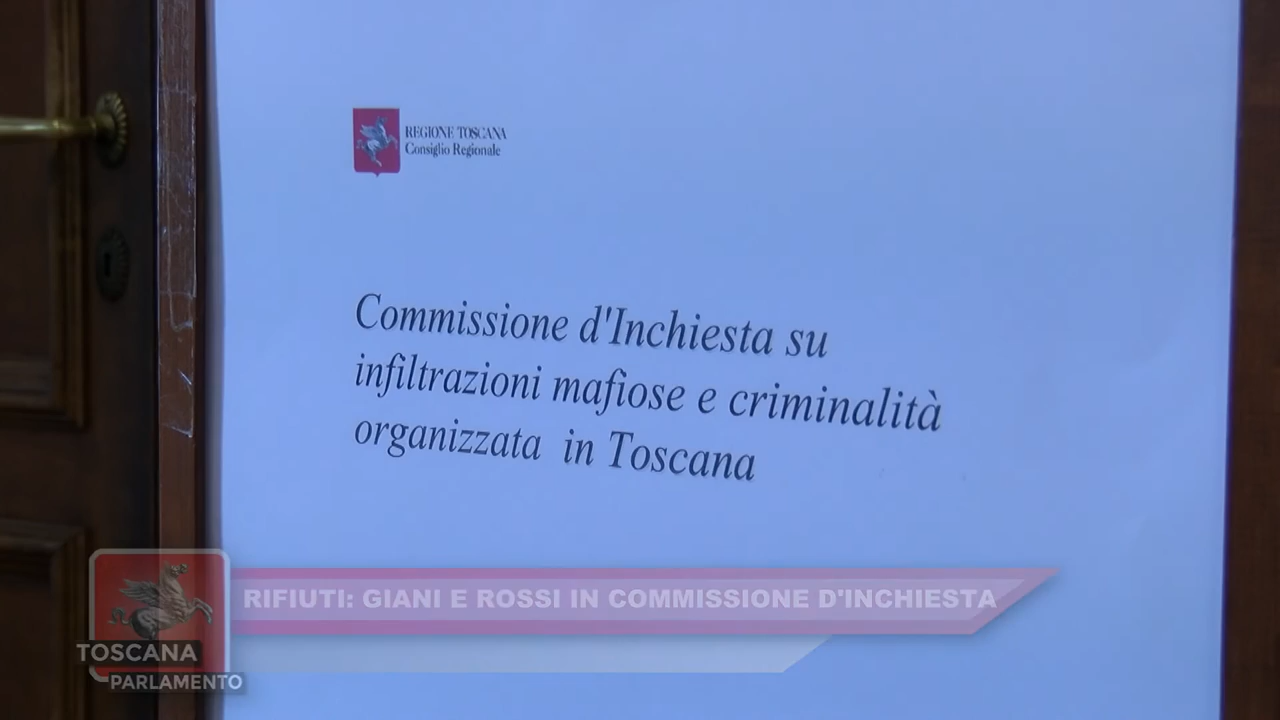 REGIONE TOSCANA
Consiglio Regionale
Commissione d'Inchiesta su
infiltrazioni mafiose e criminalità
organizzata in Toscana
RIFIUTI: GIANI E ROSSI IN COMMISSIONE D'INCHIESTA
TOSCANA
PARLAMENTO